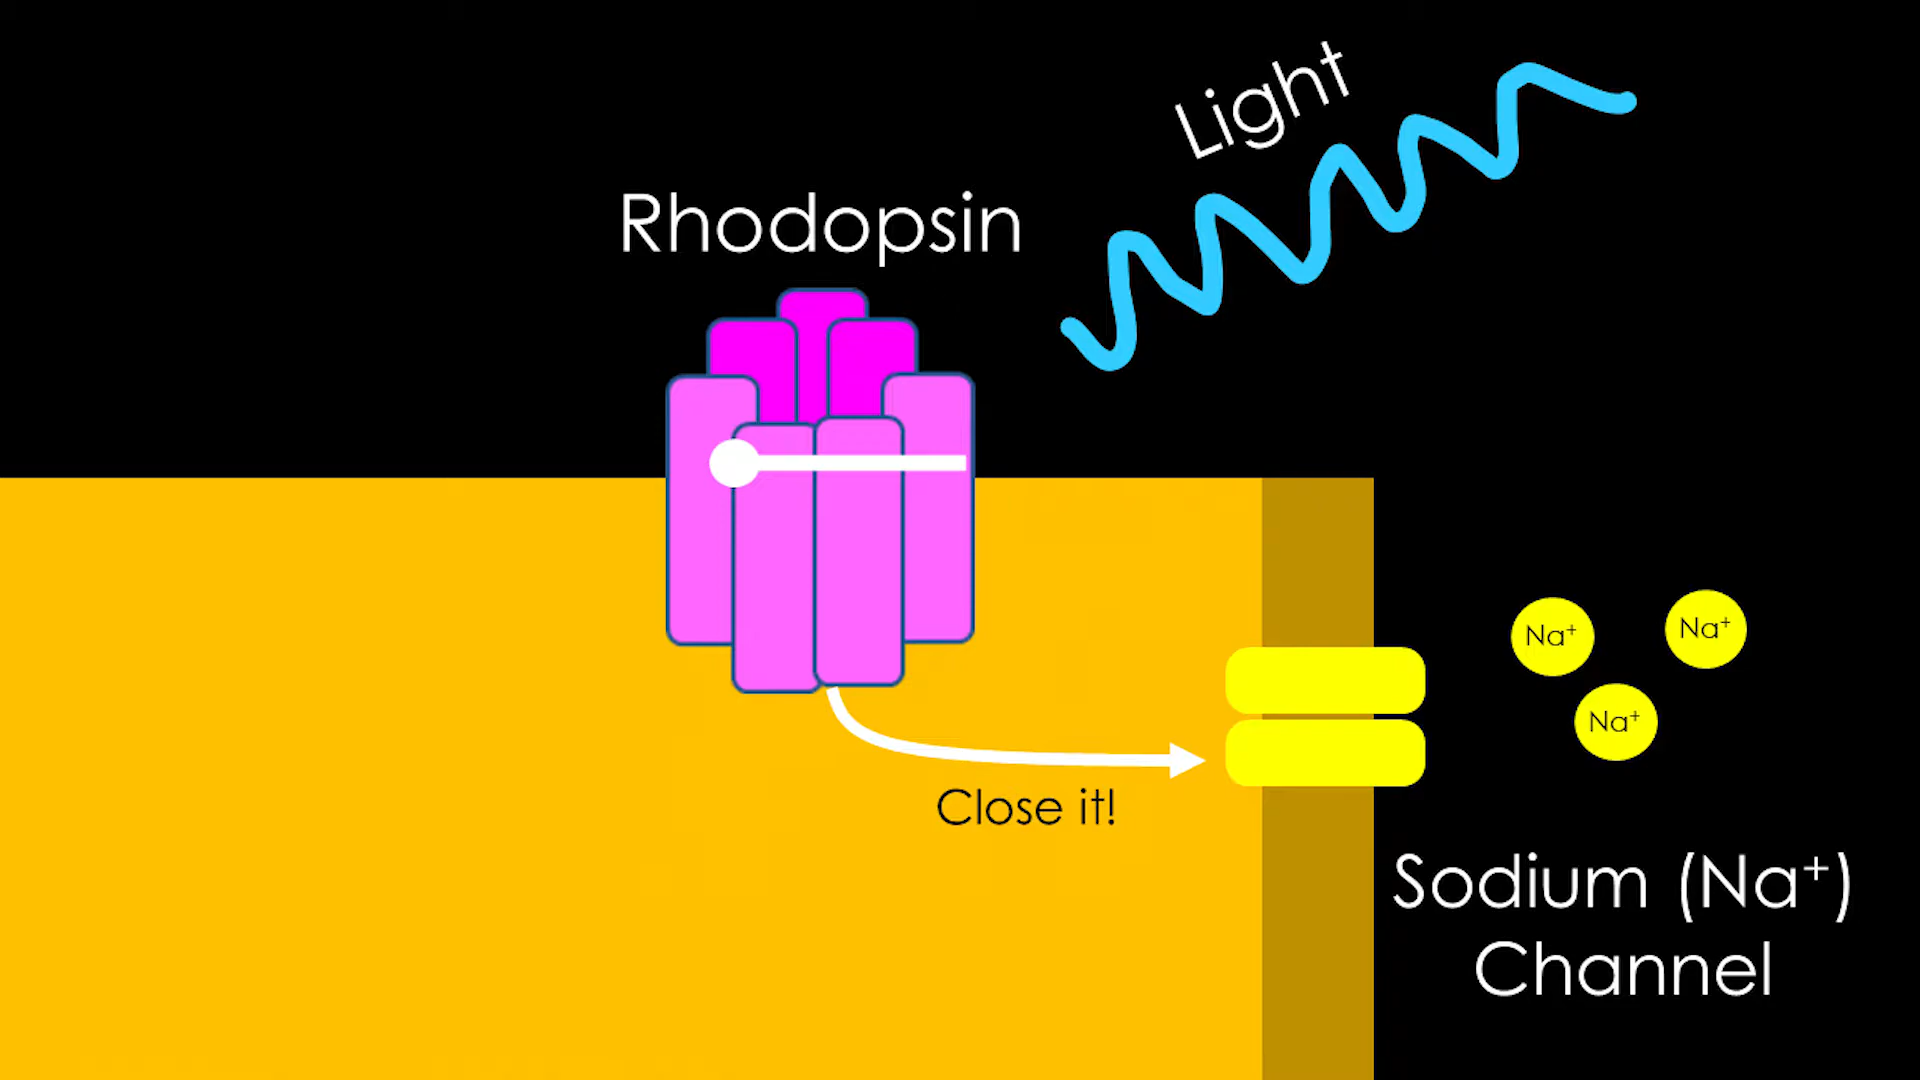 Light
Rhodopsin
Na⁺
Na⁺
Na⁺
Close it!
Sodium (Na⁺)
Channel